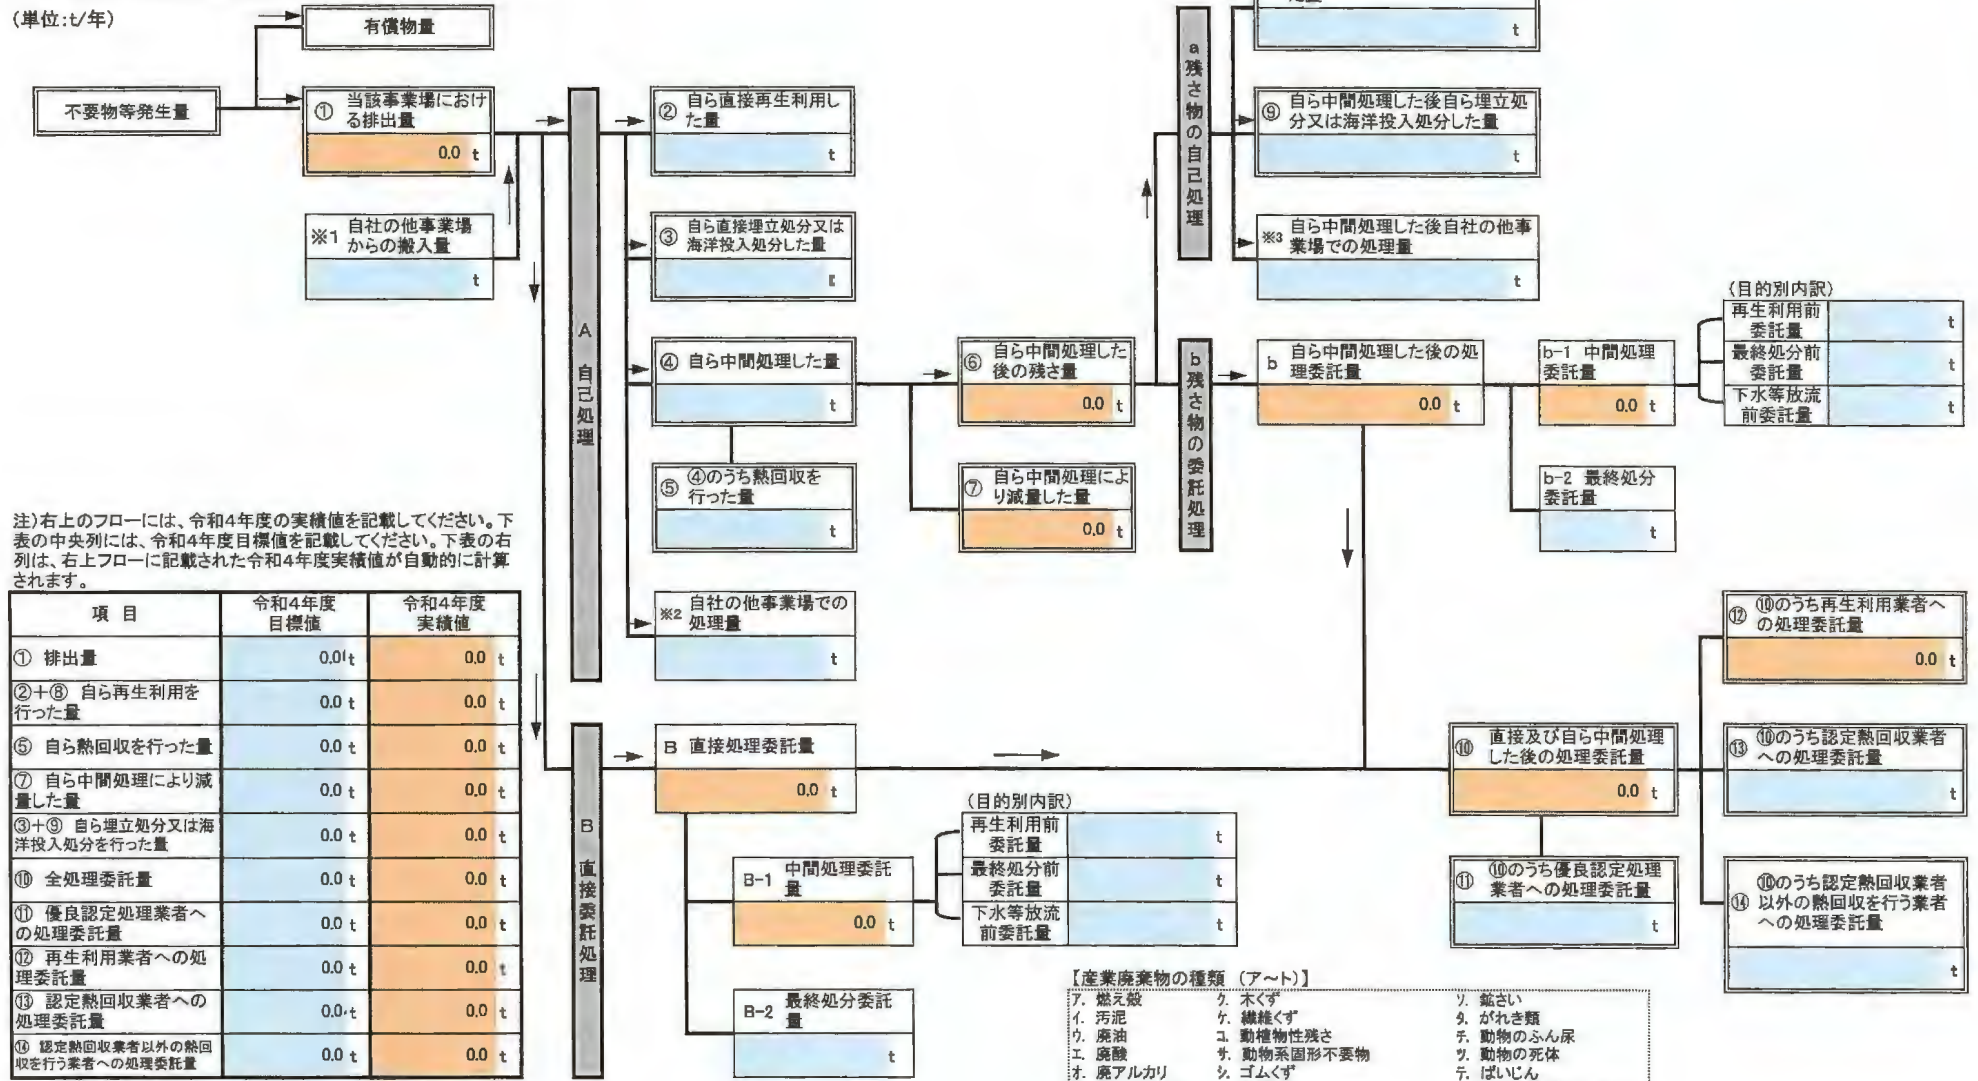 (単位:t/年)
有償物量
不要物等発生量
① 当該事業場におけ
る排出量
0.0 t
※1 自社の他事業場
からの搬入量
t
A 自己処理
② 自ら直接再生利用し
た量
t
③ 自ら直接埋立処分又は
海洋投入処分した量
④ 自ら中間処理した量
t
⑤ ④のうち熱回収を
行った量
t
※2 自社の他事業場での
処理量
t
⑥ 自ら中間処理した
後の残さ量
0.0 t
⑦ 自ら中間処理によ
り減量した量
0.0 t
a 残さ物の自己処理
t
⑨ 自ら中間処理した後自ら埋立処
分又は海洋投入処分した量
t
※3 自ら中間処理した後自社の他事
業場での処理量
t
b 残さ物の委託処理
b 自ら中間処理した後の処
理委託量
0.0 t
b-1 中間処理
委託量
0.0 t
(目的別内訳)
再生利用前
委託量 t
最終処分前
委託量 t
下水等放流
前委託量 t
b-2 最終処分
委託量
t
注)右上のフローには、令和4年度の実績値を記載してください。下
表の中央列には、令和4年度目標値を記載してください。下表の右
列は、右上フローに記載された令和4年度実績値が自動的に計算
されます。
項 目 令和4年度 目標値 令和4年度 実績値
① 排出量 0.0 t 0.0 t
②+⑧ 自ら再生利用を
行った量 0.0 t 0.0 t
⑤ 自ら熱回収を行った量 0.0 t 0.0 t
⑦ 自ら中間処理により減
量した量 0.0 t 0.0 t
③+⑨ 自ら埋立処分又は海
洋投入処分を行った量 0.0 t 0.0 t
⑩ 全処理委託量 0.0 t 0.0 t
⑪ 優良認定処理業者へ
の処理委託量 0.0 t 0.0 t
⑫ 再生利用業者への処
理委託量 0.0 t 0.0 t
⑬ 認定熱回収業者への
処理委託量 0.0 t 0.0 t
⑭ 認定熱回収業者以外の熱回
収を行う業者への処理委託量 0.0 t 0.0 t
B 直接委託処理
B 直接処理委託量
0.0 t
B-1 中間処理委託
量
0.0 t
(目的別内訳)
再生利用前
委託量 t
最終処分前
委託量 t
下水等放流
前委託量 t
B-2 最終処分委託
量
t
⑩ 直接及び自ら中間処理
した後の処理委託量
0.0 t
⑪ ⑩のうち優良認定処理
業者への処理委託量
t
⑫ ⑩のうち再生利用業者へ
の処理委託量
0.0 t
⑬ ⑩のうち認定熱回収業者
への処理委託量
t
⑭ ⑩のうち認定熱回収業者
以外の熱回収を行う業者
への処理委託量
t
【産業廃棄物の種類 (ア~ト)】
ア. 燃え殻 ク. 木くず ソ. 鉱さい
イ. 汚泥 ケ. 繊維くず タ. がれき類
ウ. 廃油 コ. 動植物性残さ チ. 動物のふん尿
エ. 廃酸 サ. 動物系固形不要物 ツ. 動物の死体
オ. 廃アルカリ シ. ゴムくず テ. ばいじん